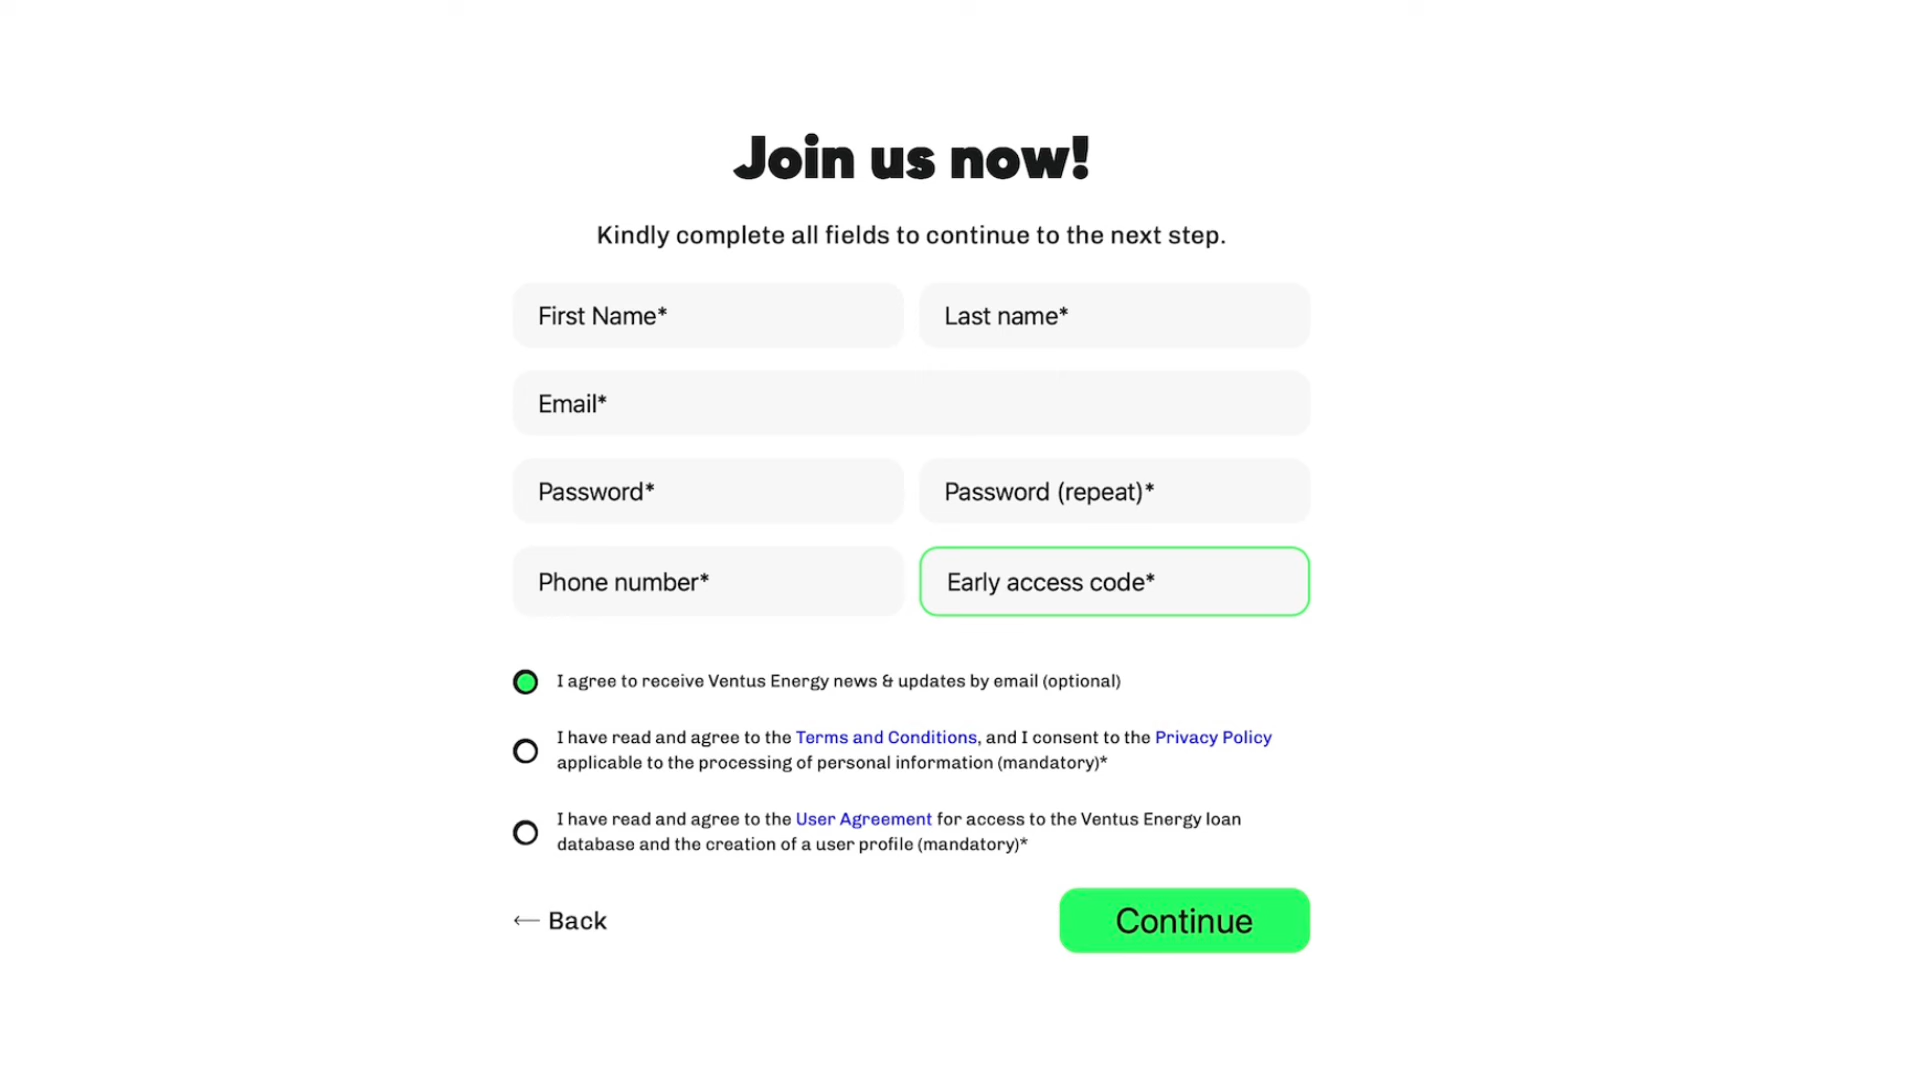 Join us now!
Kindly complete all fields to continue to the next step.
First Name*
Last name*
Email*
Password*
Password (repeat)*
Phone number*
Early access code*
I agree to receive Ventus Energy news & updates by email (optional)
I have read and agree to the Terms and Conditions, and I consent to the Privacy Policy
applicable to the processing of personal information (mandatory)*
I have read and agree to the User Agreement for access to the Ventus Energy loan
database and the creation of a user profile (mandatory)*
← Back
Continue